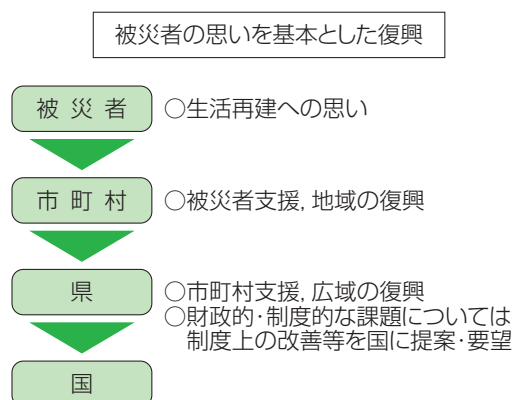 被災者の思いを基本とした復興
被 災 者
○生活再建への思い
市 町 村
○被災者支援, 地域の復興
県
○市町村支援, 広域の復興
○財政的・制度的な課題については
制度上の改善等を国に提案・要望
国